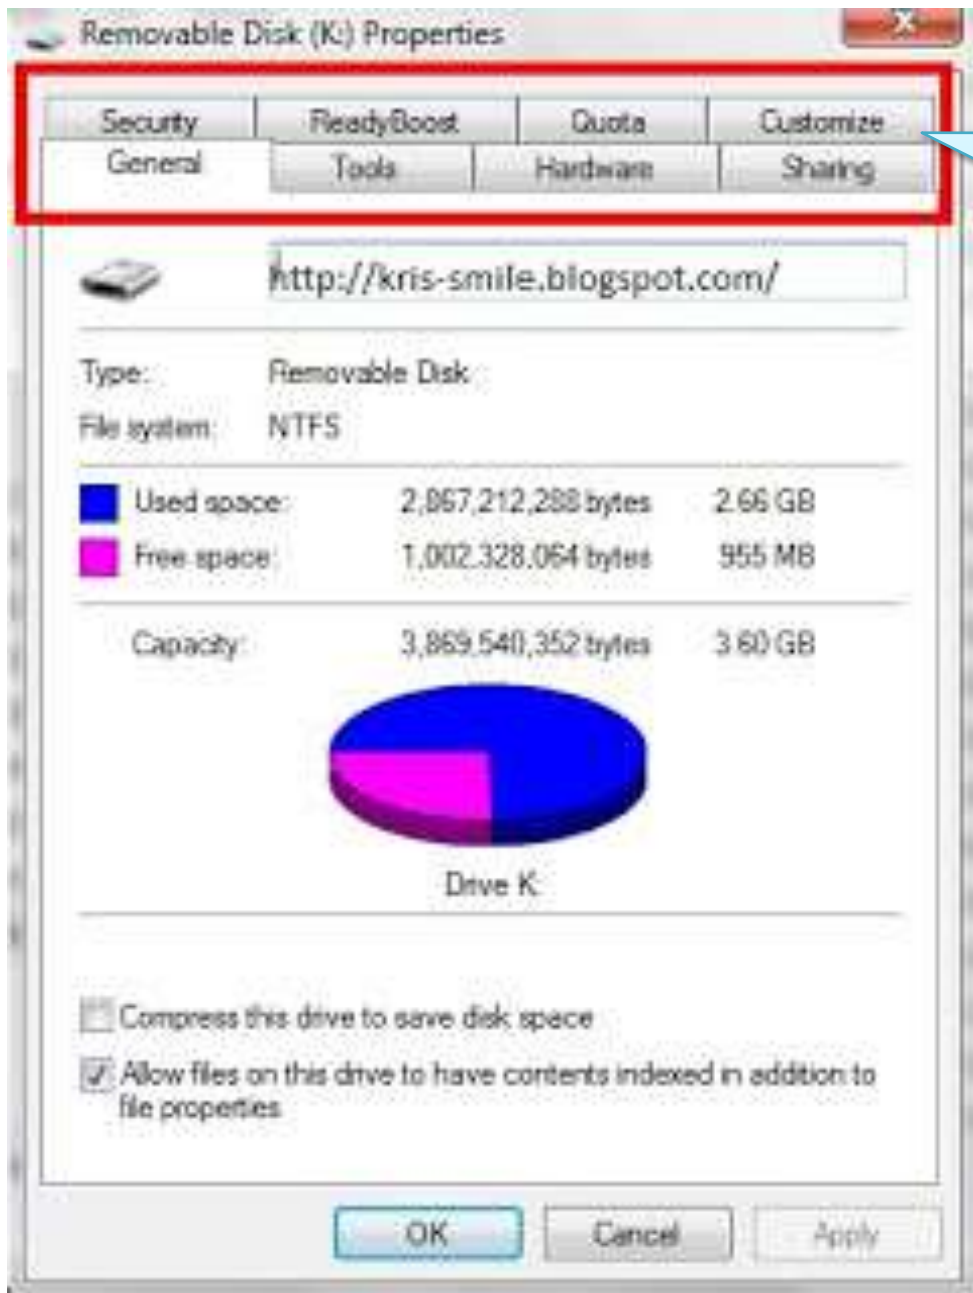 Removable Disk (K:) Properties
Security ReadyBoost Quota Customize
General Tools Hardware Sharing
http://kris-smile.blogspot.com/
Type: Removable Disk
File system: NTFS
Used space: 2,867,212,288 bytes 2.66 GB
Free space: 1,002,328,064 bytes 955 MB
Capacity: 3,869,540,352 bytes 3.60 GB
Drive K:
Compress this drive to save disk space
Allow files on this drive to have contents indexed in addition to
file properties
OK Cancel Apply